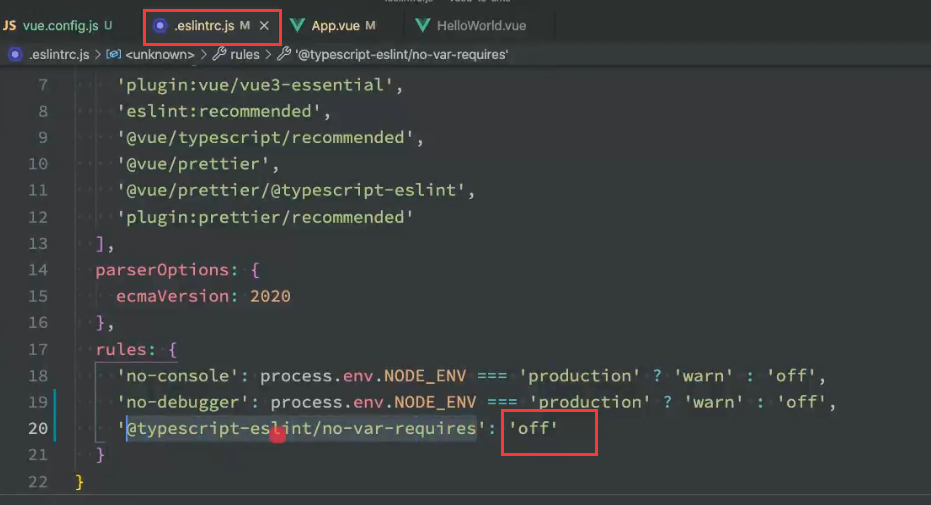 JS vue.config.js U .eslintrc.js M × App.vue M HelloWorld.vue
.eslintrc.js > <unknown> > rules > '@typescript-eslint/no-var-requires'
7 'plugin:vue/vue3-essential',
8 'eslint:recommended',
9 '@vue/typescript/recommended',
10 '@vue/prettier',
11 '@vue/prettier/@typescript-eslint',
12 'plugin:prettier/recommended'
13 ],
14 parserOptions: {
15 ecmaVersion: 2020
16 },
17 rules: {
18 'no-console': process.env.NODE_ENV === 'production' ? 'warn' : 'off',
19 'no-debugger': process.env.NODE_ENV === 'production' ? 'warn' : 'off',
20 '@typescript-eslint/no-var-requires': 'off'
21 }
22 }